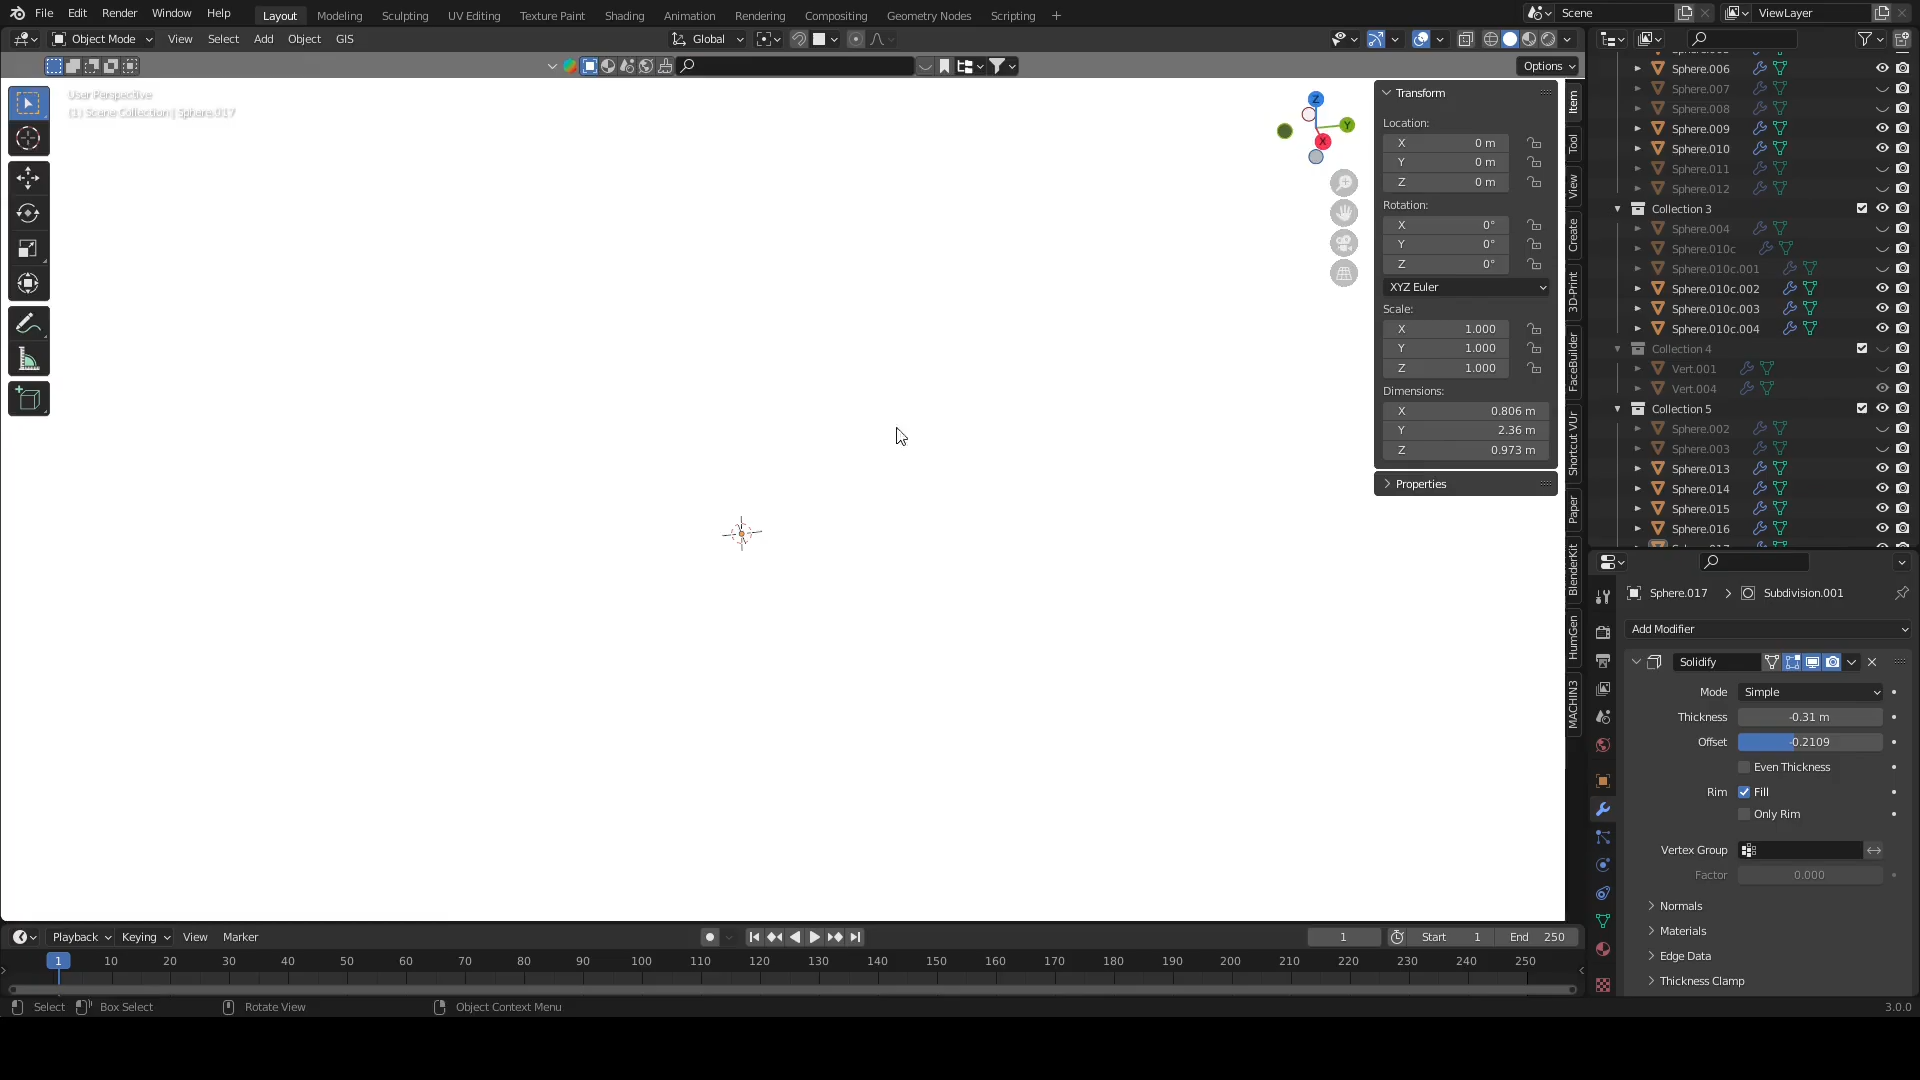 File Edit Render Window Help Layout Modeling Sculpting UV Editing Texture Paint Shading Animation Rendering Compositing Geometry Nodes Scripting Scene ViewLayer
Object Mode View Select Add Object GIS Global
Options
User Perspective
(1) Scene Collection | Sphere.017
Transform
Location:
X 0 m
Y 0 m
Z 0 m
Rotation:
X 0°
Y 0°
Z 0°
XYZ Euler
Scale:
X 1.000
Y 1.000
Z 1.000
Dimensions:
X 0.806 m
Y 2.36 m
Z 0.973 m
Properties
Z
Y
X
Item
Tool
View
Create
3D-Print
FaceBuilder
Shortcut VUr
Paper
BlenderKit
HumGen
MACHIN3
Sphere.006
Sphere.007
Sphere.008
Sphere.009
Sphere.010
Sphere.011
Sphere.012
Collection 3
Sphere.004
Sphere.010c
Sphere.010c.001
Sphere.010c.002
Sphere.010c.003
Sphere.010c.004
Collection 4
Vert.001
Vert.004
Collection 5
Sphere.002
Sphere.003
Sphere.013
Sphere.014
Sphere.015
Sphere.016
Sphere.017 Subdivision.001
Add Modifier
Solidify
Mode Simple
Thickness -0.31 m
Offset -0.2109
Even Thickness
Rim Fill
Only Rim
Vertex Group
Factor 0.000
Normals
Materials
Edge Data
Thickness Clamp
Playback Keying View Marker 1 Start 1 End 250
1 10 20 30 40 50 60 70 80 90 100 110 120 130 140 150 160 170 180 190 200 210 220 230 240 250
Select Box Select Rotate View Object Context Menu 3.0.0